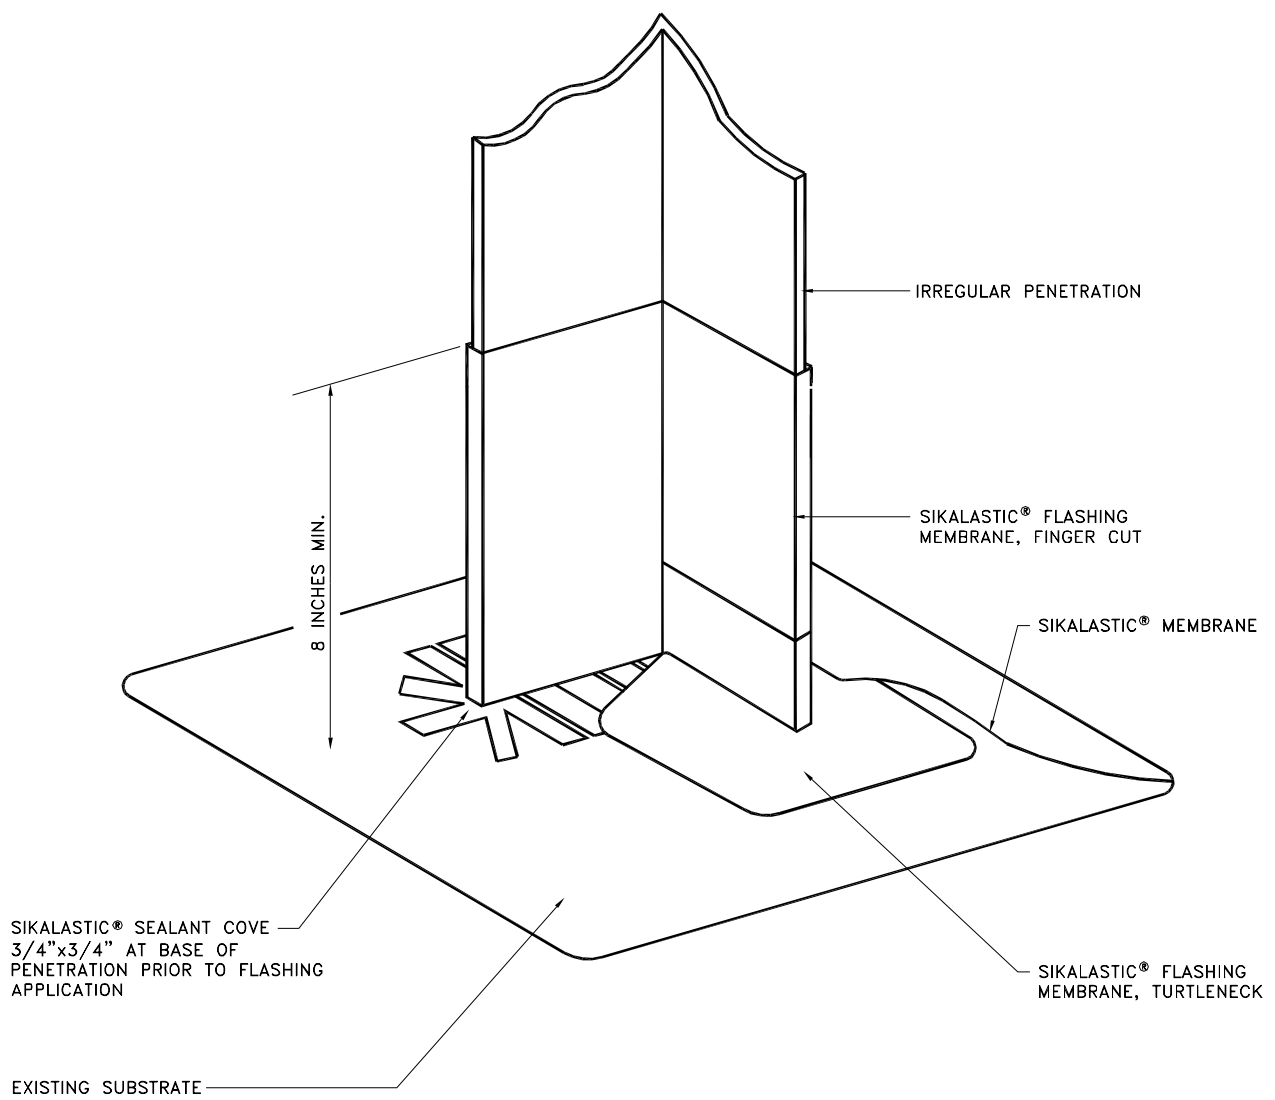 IRREGULAR PENETRATION
SIKALASTIC® FLASHING
MEMBRANE, FINGER CUT
8 INCHES MIN.
SIKALASTIC® MEMBRANE
SIKALASTIC® SEALANT COVE
3/4"x3/4" AT BASE OF
PENETRATION PRIOR TO FLASHING
APPLICATION
SIKALASTIC® FLASHING
MEMBRANE, TURTLENECK
EXISTING SUBSTRATE